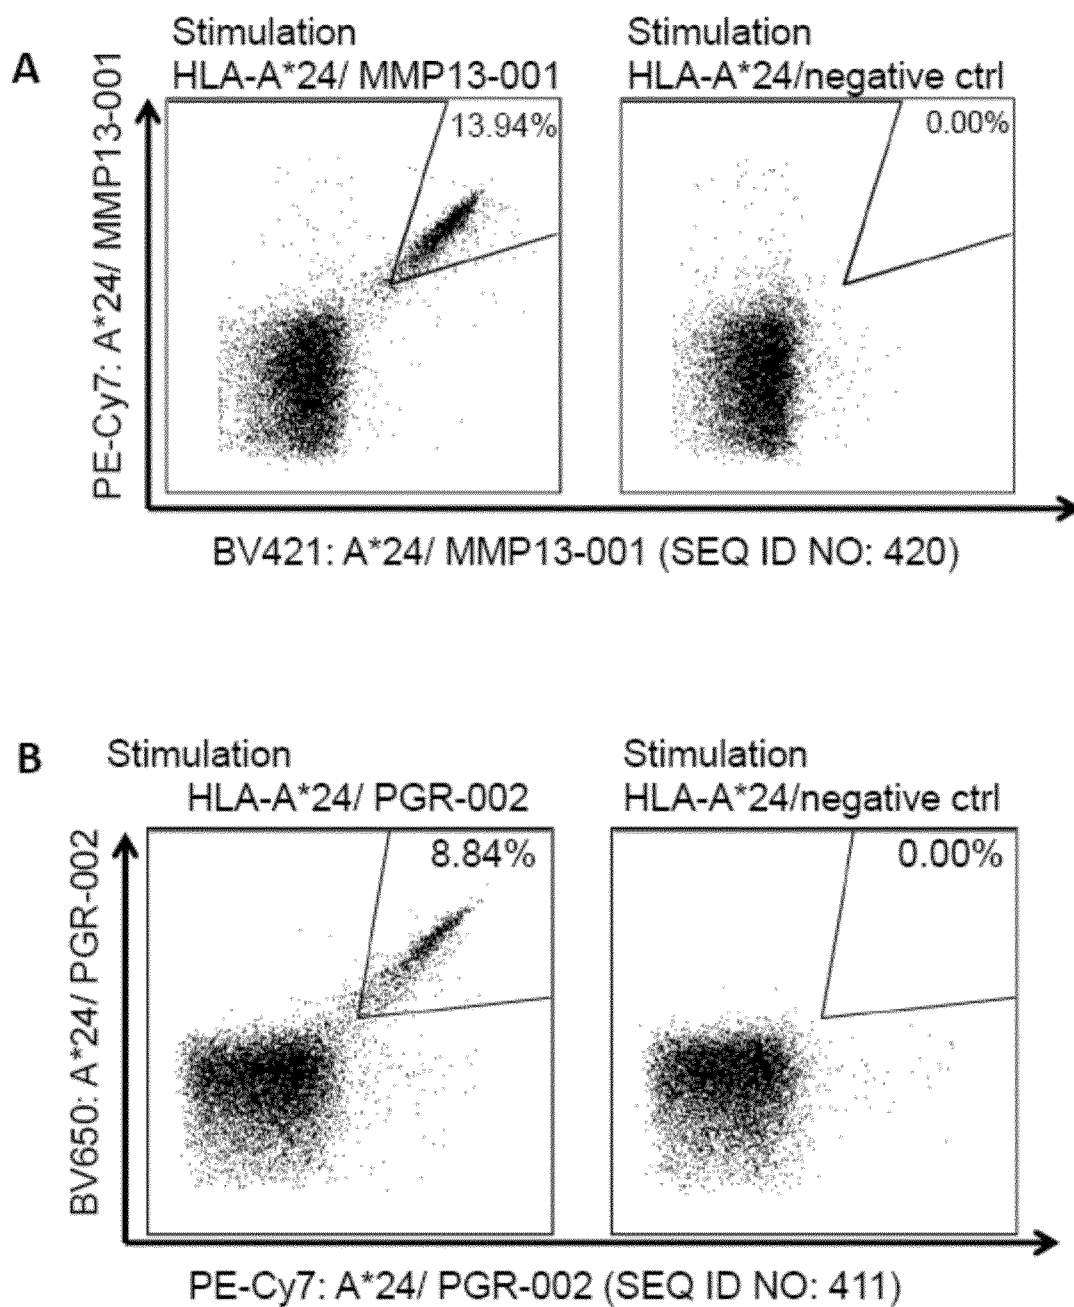 A
Stimulation
HLA-A*24/ MMP13-001
Stimulation
HLA-A*24/negative ctrl
13.94%
0.00%
PE-Cy7: A*24/ MMP13-001
BV421: A*24/ MMP13-001 (SEQ ID NO: 420)
B
Stimulation
HLA-A*24/ PGR-002
Stimulation
HLA-A*24/negative ctrl
8.84%
0.00%
BV650: A*24/ PGR-002
PE-Cy7: A*24/ PGR-002 (SEQ ID NO: 411)